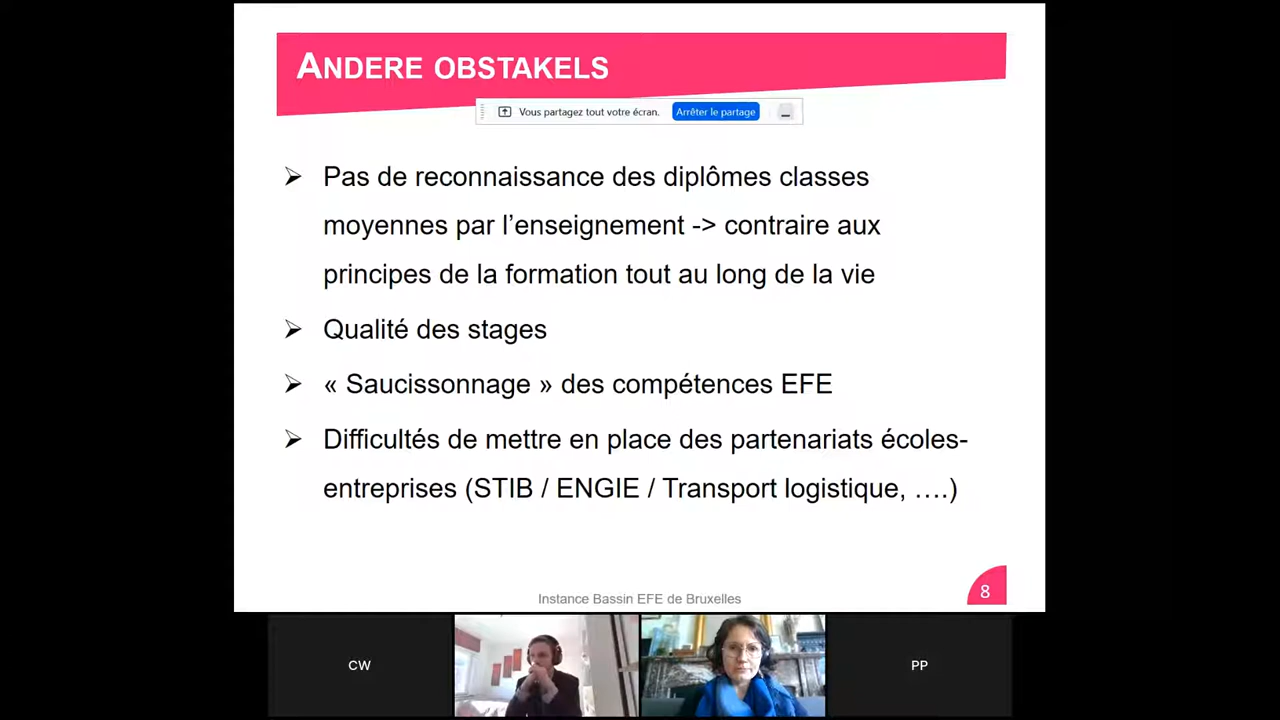 ANDERE OBSTAKELS
Vous partagez tout votre écran. Arrêter le partage
Pas de reconnaissance des diplômes classes
moyennes par l’enseignement -> contraire aux
principes de la formation tout au long de la vie
Qualité des stages
« Saucissonnage » des compétences EFE
Difficultés de mettre en place des partenariats écoles-
entreprises (STIB / ENGIE / Transport logistique, ….)
Instance Bassin EFE de Bruxelles
8
CW
PP